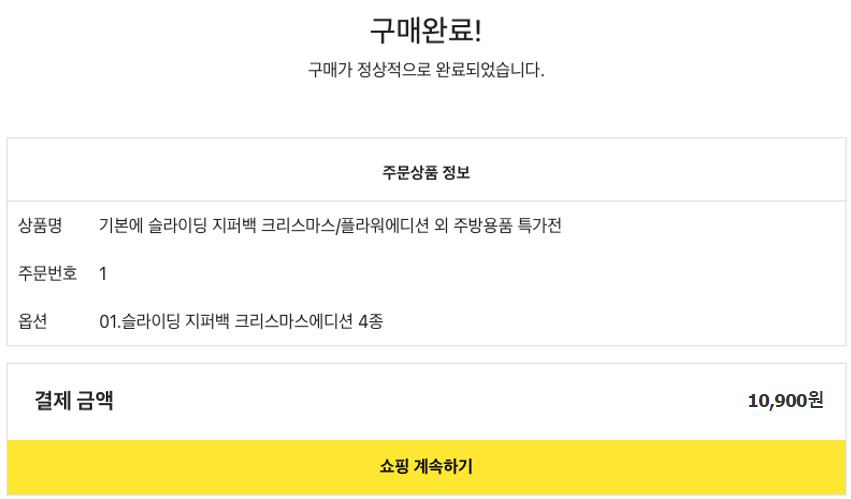 구매완료!
구매가 정상적으로 완료되었습니다.
주문상품 정보
상품명 기본에 슬라이딩 지퍼백 크리스마스/플라워에디션 외 주방용품 특가전
주문번호 1
옵션 01.슬라이딩 지퍼백 크리스마스에디션 4종
결제 금액 10,900원
쇼핑 계속하기